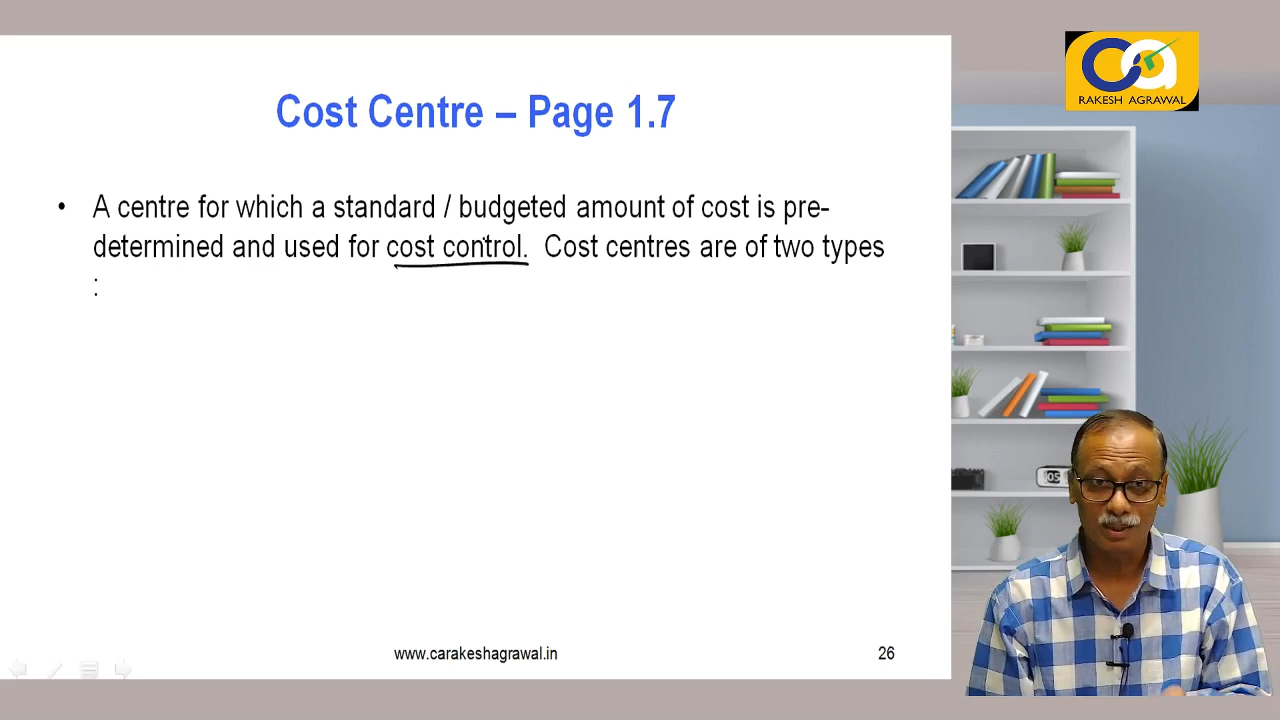 RAKESH AGRAWAL
Cost Centre – Page 1.7
• A centre for which a standard / budgeted amount of cost is pre-
determined and used for cost control. Cost centres are of two types
:
05
www.carakeshagrawal.in
26